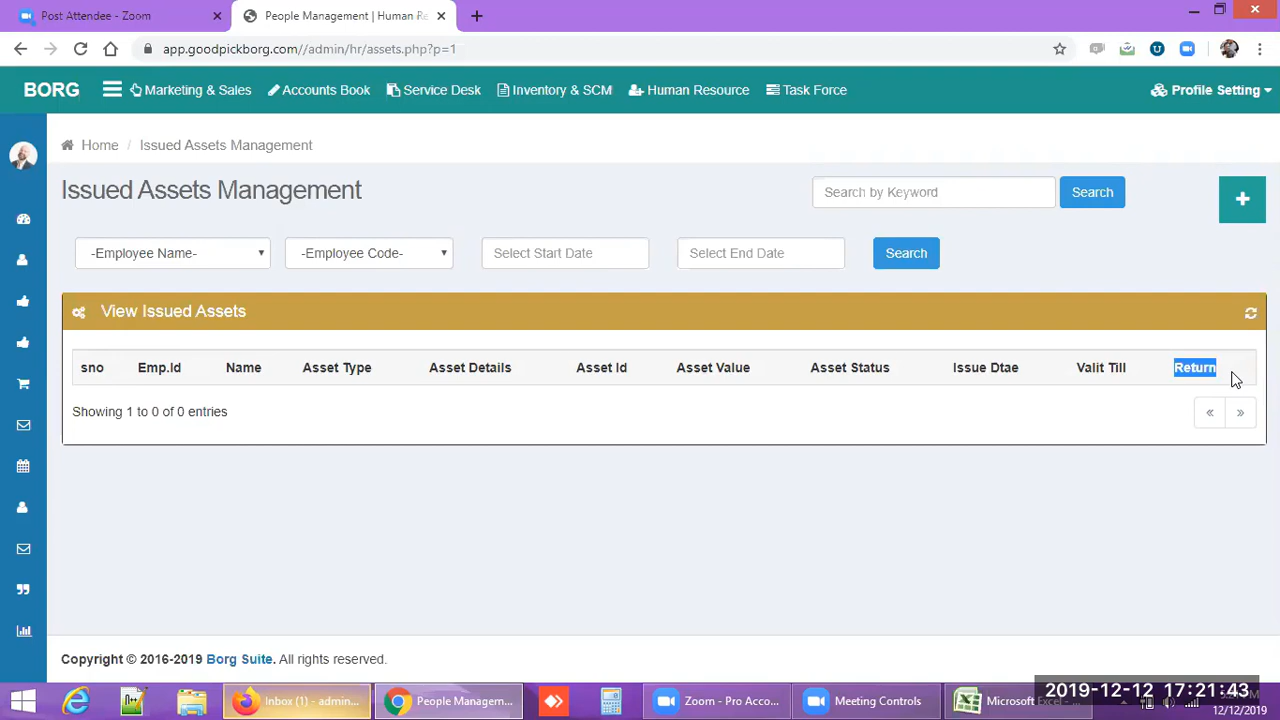 Post Attendee - Zoom
People Management | Human Re
app.goodpickborg.com//admin/hr/assets.php?p=1
BORG
Marketing & Sales
Accounts Book
Service Desk
Inventory & SCM
Human Resource
Task Force
Profile Setting
Home / Issued Assets Management
Issued Assets Management
Search by Keyword
Search
-Employee Name-
-Employee Code-
Select Start Date
Select End Date
Search
View Issued Assets
sno Emp.Id Name Asset Type Asset Details Asset Id Asset Value Asset Status Issue Dtae Valit Till Return
Showing 1 to 0 of 0 entries
« »
Copyright © 2016-2019 Borg Suite. All rights reserved.
Inbox (1) - admin...
People Managem...
Zoom - Pro Acco...
Meeting Controls
Microsoft Excel - ...
2019-12-12 17:21:43
12/12/2019